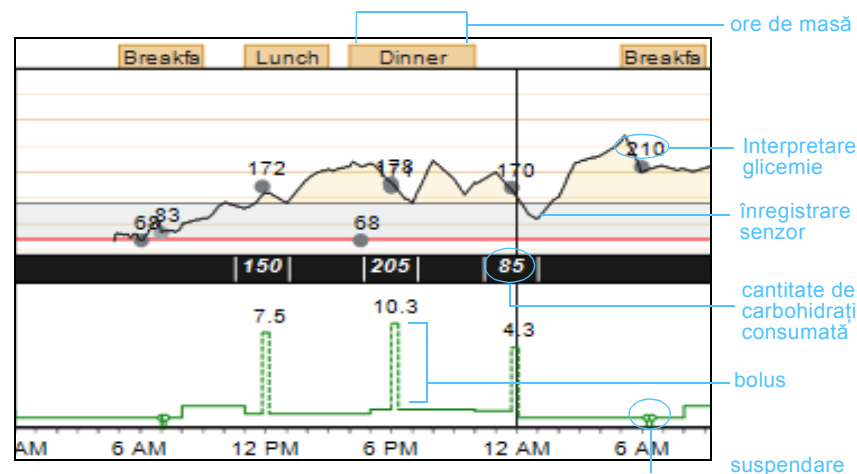 ore de masă
Breakfa Lunch Dinner Breakfa
210
Interpretare
glicemie
172 170
68 83 68
înregistrare
senzor
150 205 85
cantitate de
carbohidrați
consumată
7.5 10.3 4.3
bolus
AM 6 AM 12 PM 6 PM 12 AM 6 AM
suspendare